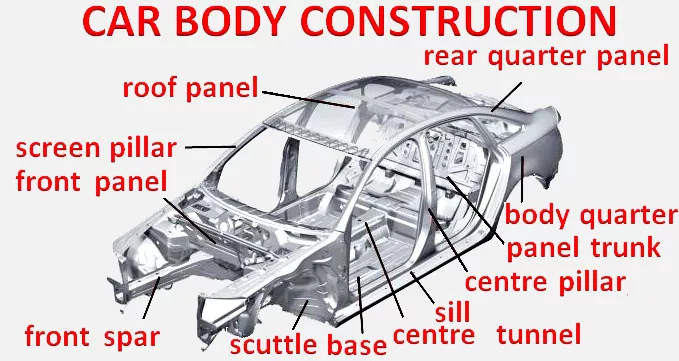 CAR BODY CONSTRUCTION
rear quarter panel
roof panel
screen pillar
front panel
body quarter
panel trunk
centre pillar
sill
centre tunnel
front spar
scuttle
base